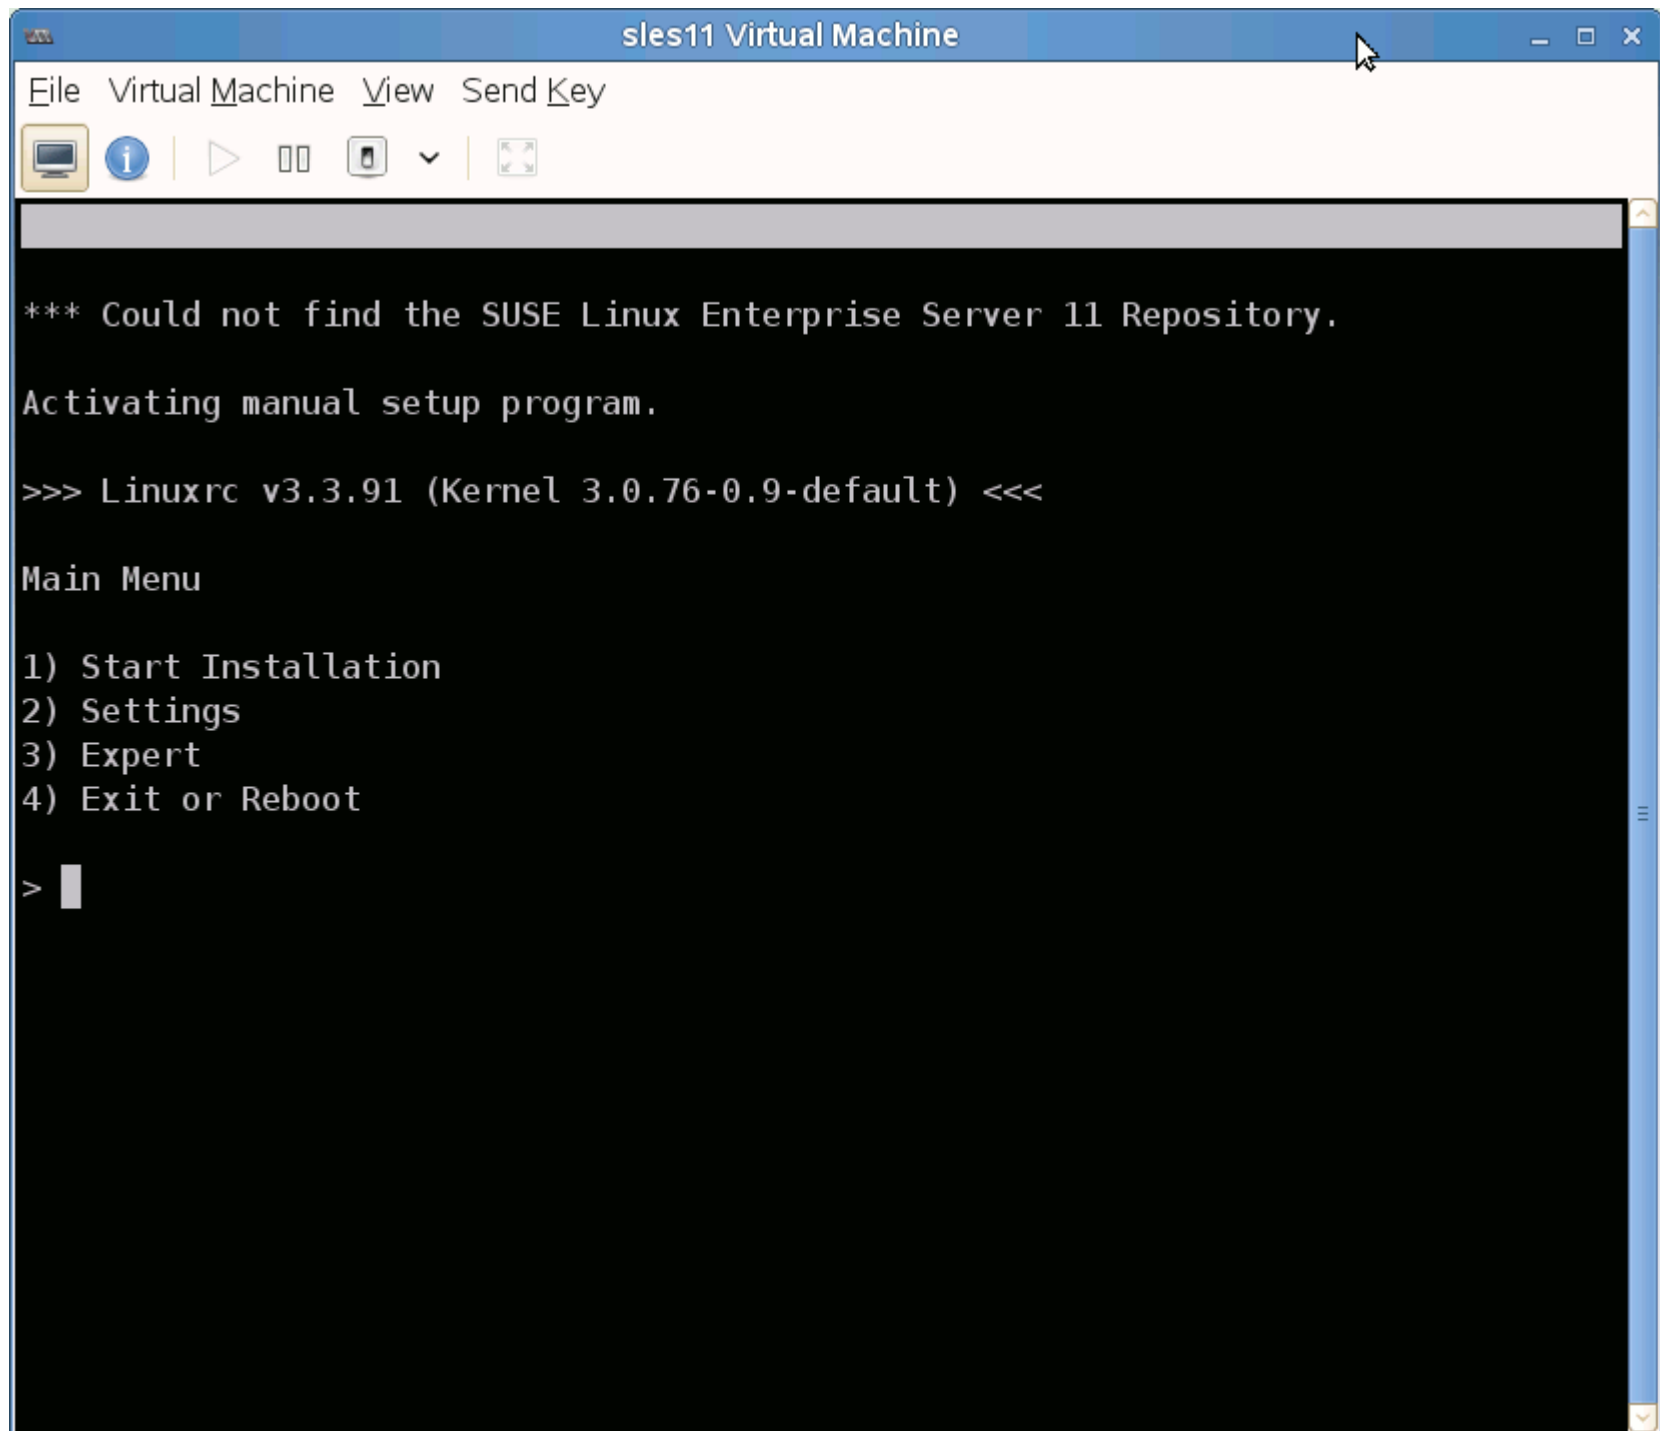 sles11 Virtual Machine
File Virtual Machine View Send Key
*** Could not find the SUSE Linux Enterprise Server 11 Repository.
Activating manual setup program.
>>> Linuxrc v3.3.91 (Kernel 3.0.76-0.9-default) <<<
Main Menu
1) Start Installation
2) Settings
3) Expert
4) Exit or Reboot
>